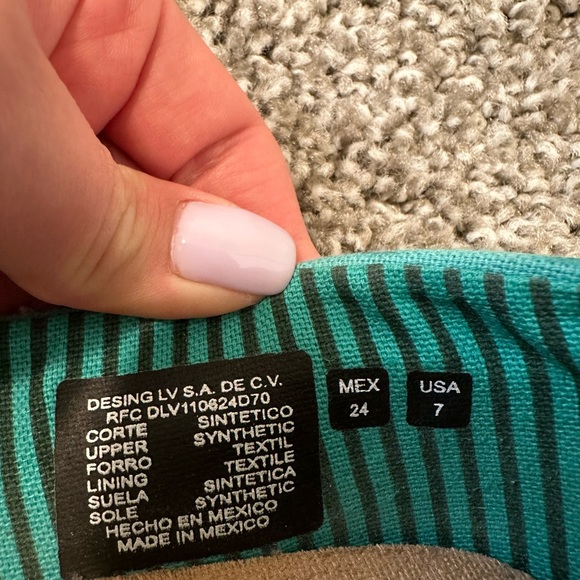 DESING LV S.A. DE C.V.
RFC DLV110624D70
CORTE SINTETICO
UPPER SYNTHETIC
FORRO TEXTIL
LINING TEXTILE
SUELA SINTETICA
SOLE SYNTHETIC
HECHO EN MEXICO
MADE IN MEXICO
MEX
24
USA
7